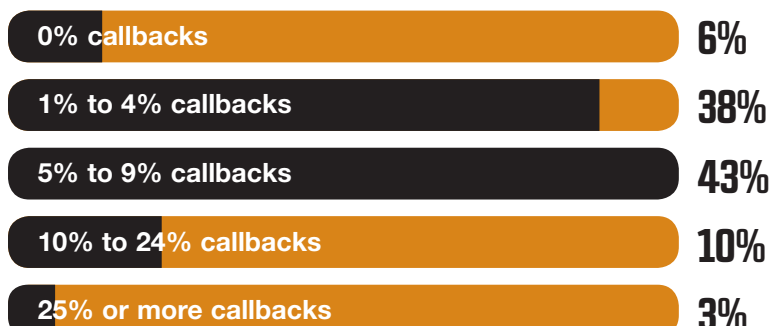 0% callbacks 6%
1% to 4% callbacks 38%
5% to 9% callbacks 43%
10% to 24% callbacks 10%
25% or more callbacks 3%